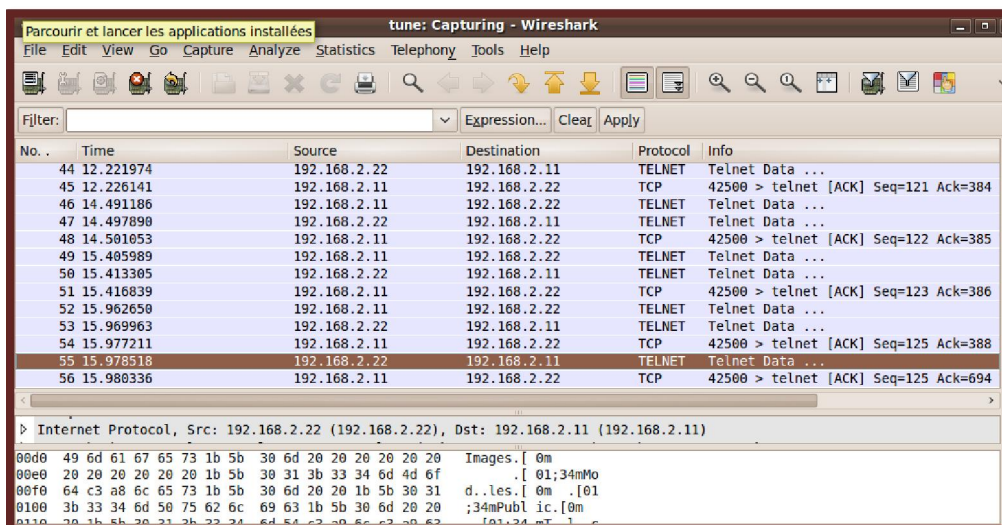 tune: Capturing - Wireshark
Parcourir et lancer les applications installées
File Edit View Go Capture Analyze Statistics Telephony Tools Help
Filter: Expression... Clear Apply
No. . Time Source Destination Protocol Info
44 12.221974 192.168.2.22 192.168.2.11 TELNET Telnet Data ...
45 12.226141 192.168.2.11 192.168.2.22 TCP 42500 > telnet [ACK] Seq=121 Ack=384
46 14.491186 192.168.2.11 192.168.2.22 TELNET Telnet Data ...
47 14.497890 192.168.2.22 192.168.2.11 TELNET Telnet Data ...
48 14.501053 192.168.2.11 192.168.2.22 TCP 42500 > telnet [ACK] Seq=122 Ack=385
49 15.405989 192.168.2.11 192.168.2.22 TELNET Telnet Data ...
50 15.413305 192.168.2.22 192.168.2.11 TELNET Telnet Data ...
51 15.416839 192.168.2.11 192.168.2.22 TCP 42500 > telnet [ACK] Seq=123 Ack=386
52 15.962650 192.168.2.11 192.168.2.22 TELNET Telnet Data ...
53 15.969963 192.168.2.22 192.168.2.11 TELNET Telnet Data ...
54 15.977211 192.168.2.11 192.168.2.22 TCP 42500 > telnet [ACK] Seq=125 Ack=388
55 15.978518 192.168.2.22 192.168.2.11 TELNET Telnet Data ...
56 15.980336 192.168.2.11 192.168.2.22 TCP 42500 > telnet [ACK] Seq=125 Ack=694
Internet Protocol, Src: 192.168.2.22 (192.168.2.22), Dst: 192.168.2.11 (192.168.2.11)
00d0 49 6d 61 67 65 73 1b 5b 30 6d 20 20 20 20 20 20 Images.[ 0m
00e0 20 20 20 20 20 20 1b 5b 30 31 3b 33 34 6d 4d 6f .[ 01;34mMo
00f0 64 c3 a8 6c 65 73 1b 5b 30 6d 20 20 1b 5b 30 31 d..les.[ 0m .[01
0100 3b 33 34 6d 50 75 62 6c 69 63 1b 5b 30 6d 20 20 ;34mPubl ic.[0m
0110 20 1b 5b 30 31 3b 33 34 6d 54 c3 a9 6c c3 a9 63